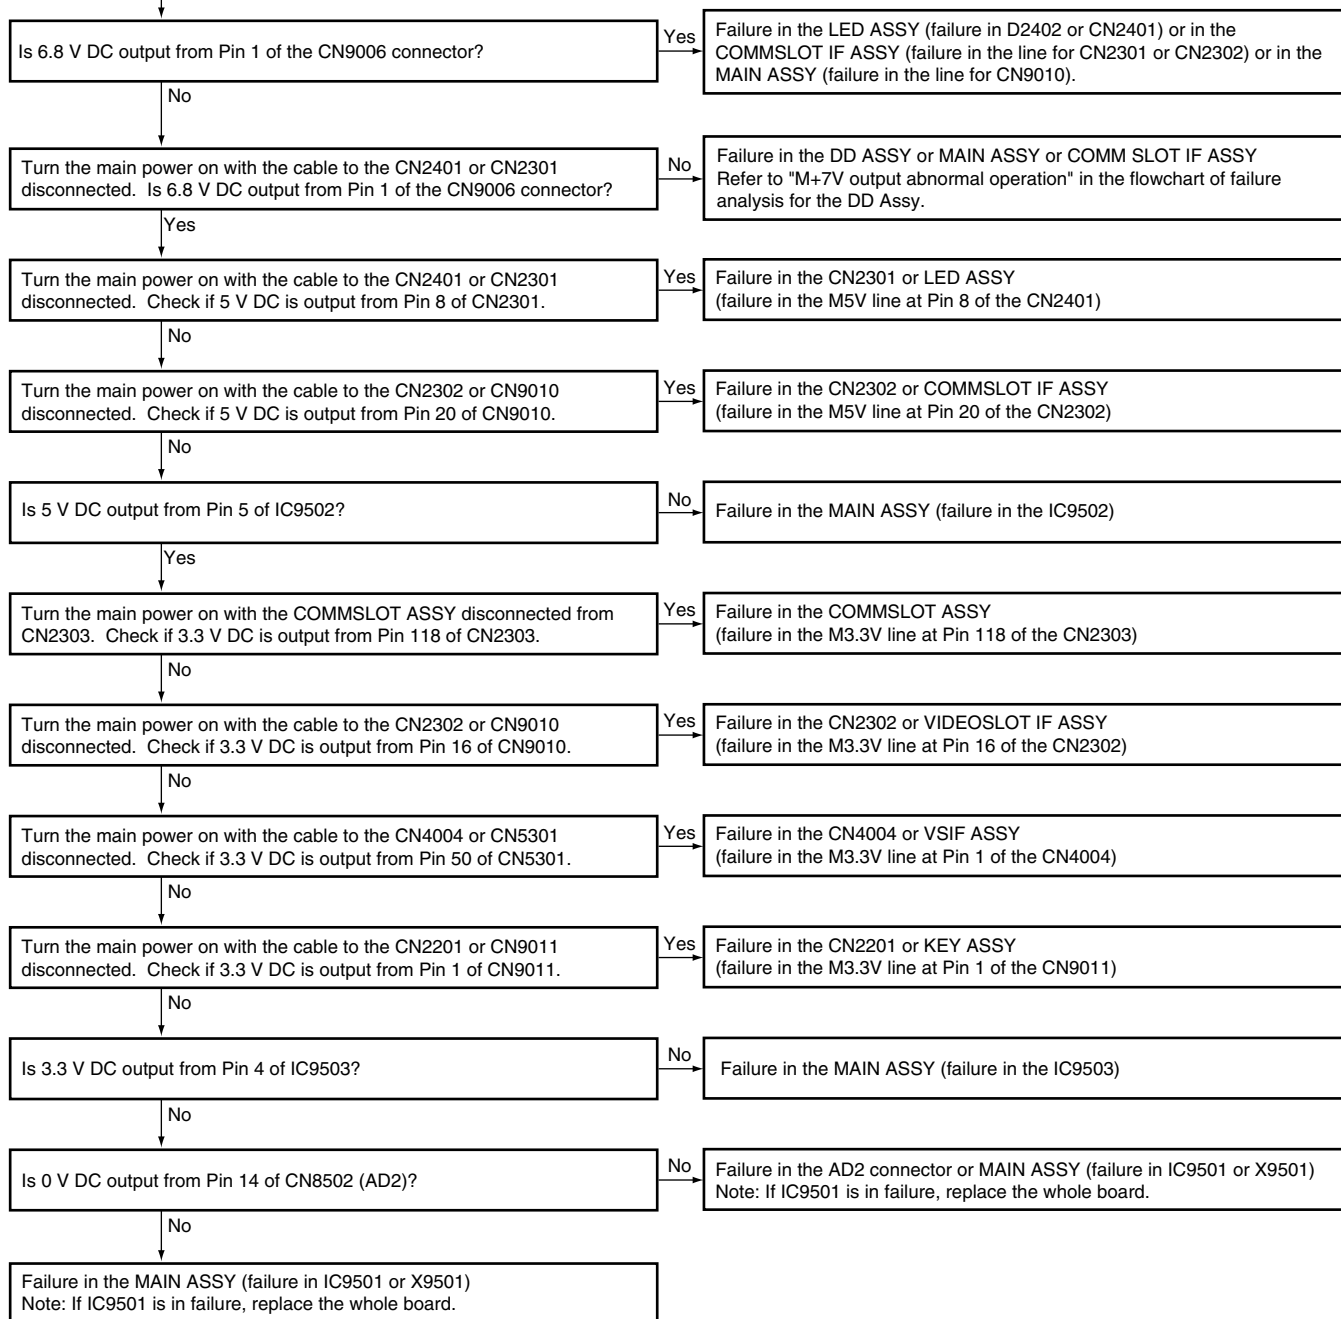 Is 6.8 V DC output from Pin 1 of the CN9006 connector?
Yes
Failure in the LED ASSY (failure in D2402 or CN2401) or in the
COMMSLOT IF ASSY (failure in the line for CN2301 or CN2302) or in the
MAIN ASSY (failure in the line for CN9010).
No
Turn the main power on with the cable to the CN2401 or CN2301
disconnected. Is 6.8 V DC output from Pin 1 of the CN9006 connector?
No
Failure in the DD ASSY or MAIN ASSY or COMM SLOT IF ASSY
Refer to "M+7V output abnormal operation" in the flowchart of failure
analysis for the DD Assy.
Yes
Turn the main power on with the cable to the CN2401 or CN2301
disconnected. Check if 5 V DC is output from Pin 8 of CN2301.
Yes
Failure in the CN2301 or LED ASSY
(failure in the M5V line at Pin 8 of the CN2401)
No
Turn the main power on with the cable to the CN2302 or CN9010
disconnected. Check if 5 V DC is output from Pin 20 of CN9010.
Yes
Failure in the CN2302 or COMMSLOT IF ASSY
(failure in the M5V line at Pin 20 of the CN2302)
No
Is 5 V DC output from Pin 5 of IC9502?
No
Failure in the MAIN ASSY (failure in the IC9502)
Yes
Turn the main power on with the COMMSLOT ASSY disconnected from
CN2303. Check if 3.3 V DC is output from Pin 118 of CN2303.
Yes
Failure in the COMMSLOT ASSY
(failure in the M3.3V line at Pin 118 of the CN2303)
No
Turn the main power on with the cable to the CN2302 or CN9010
disconnected. Check if 3.3 V DC is output from Pin 16 of CN9010.
Yes
Failure in the CN2302 or VIDEOSLOT IF ASSY
(failure in the M3.3V line at Pin 16 of the CN2302)
No
Turn the main power on with the cable to the CN4004 or CN5301
disconnected. Check if 3.3 V DC is output from Pin 50 of CN5301.
Yes
Failure in the CN4004 or VSIF ASSY
(failure in the M3.3V line at Pin 1 of the CN4004)
No
Turn the main power on with the cable to the CN2201 or CN9011
disconnected. Check if 3.3 V DC is output from Pin 1 of CN9011.
Yes
Failure in the CN2201 or KEY ASSY
(failure in the M3.3V line at Pin 1 of the CN9011)
No
Is 3.3 V DC output from Pin 4 of IC9503?
No
Failure in the MAIN ASSY (failure in the IC9503)
No
Is 0 V DC output from Pin 14 of CN8502 (AD2)?
No
Failure in the AD2 connector or MAIN ASSY (failure in IC9501 or X9501)
Note: If IC9501 is in failure, replace the whole board.
No
Failure in the MAIN ASSY (failure in IC9501 or X9501)
Note: If IC9501 is in failure, replace the whole board.